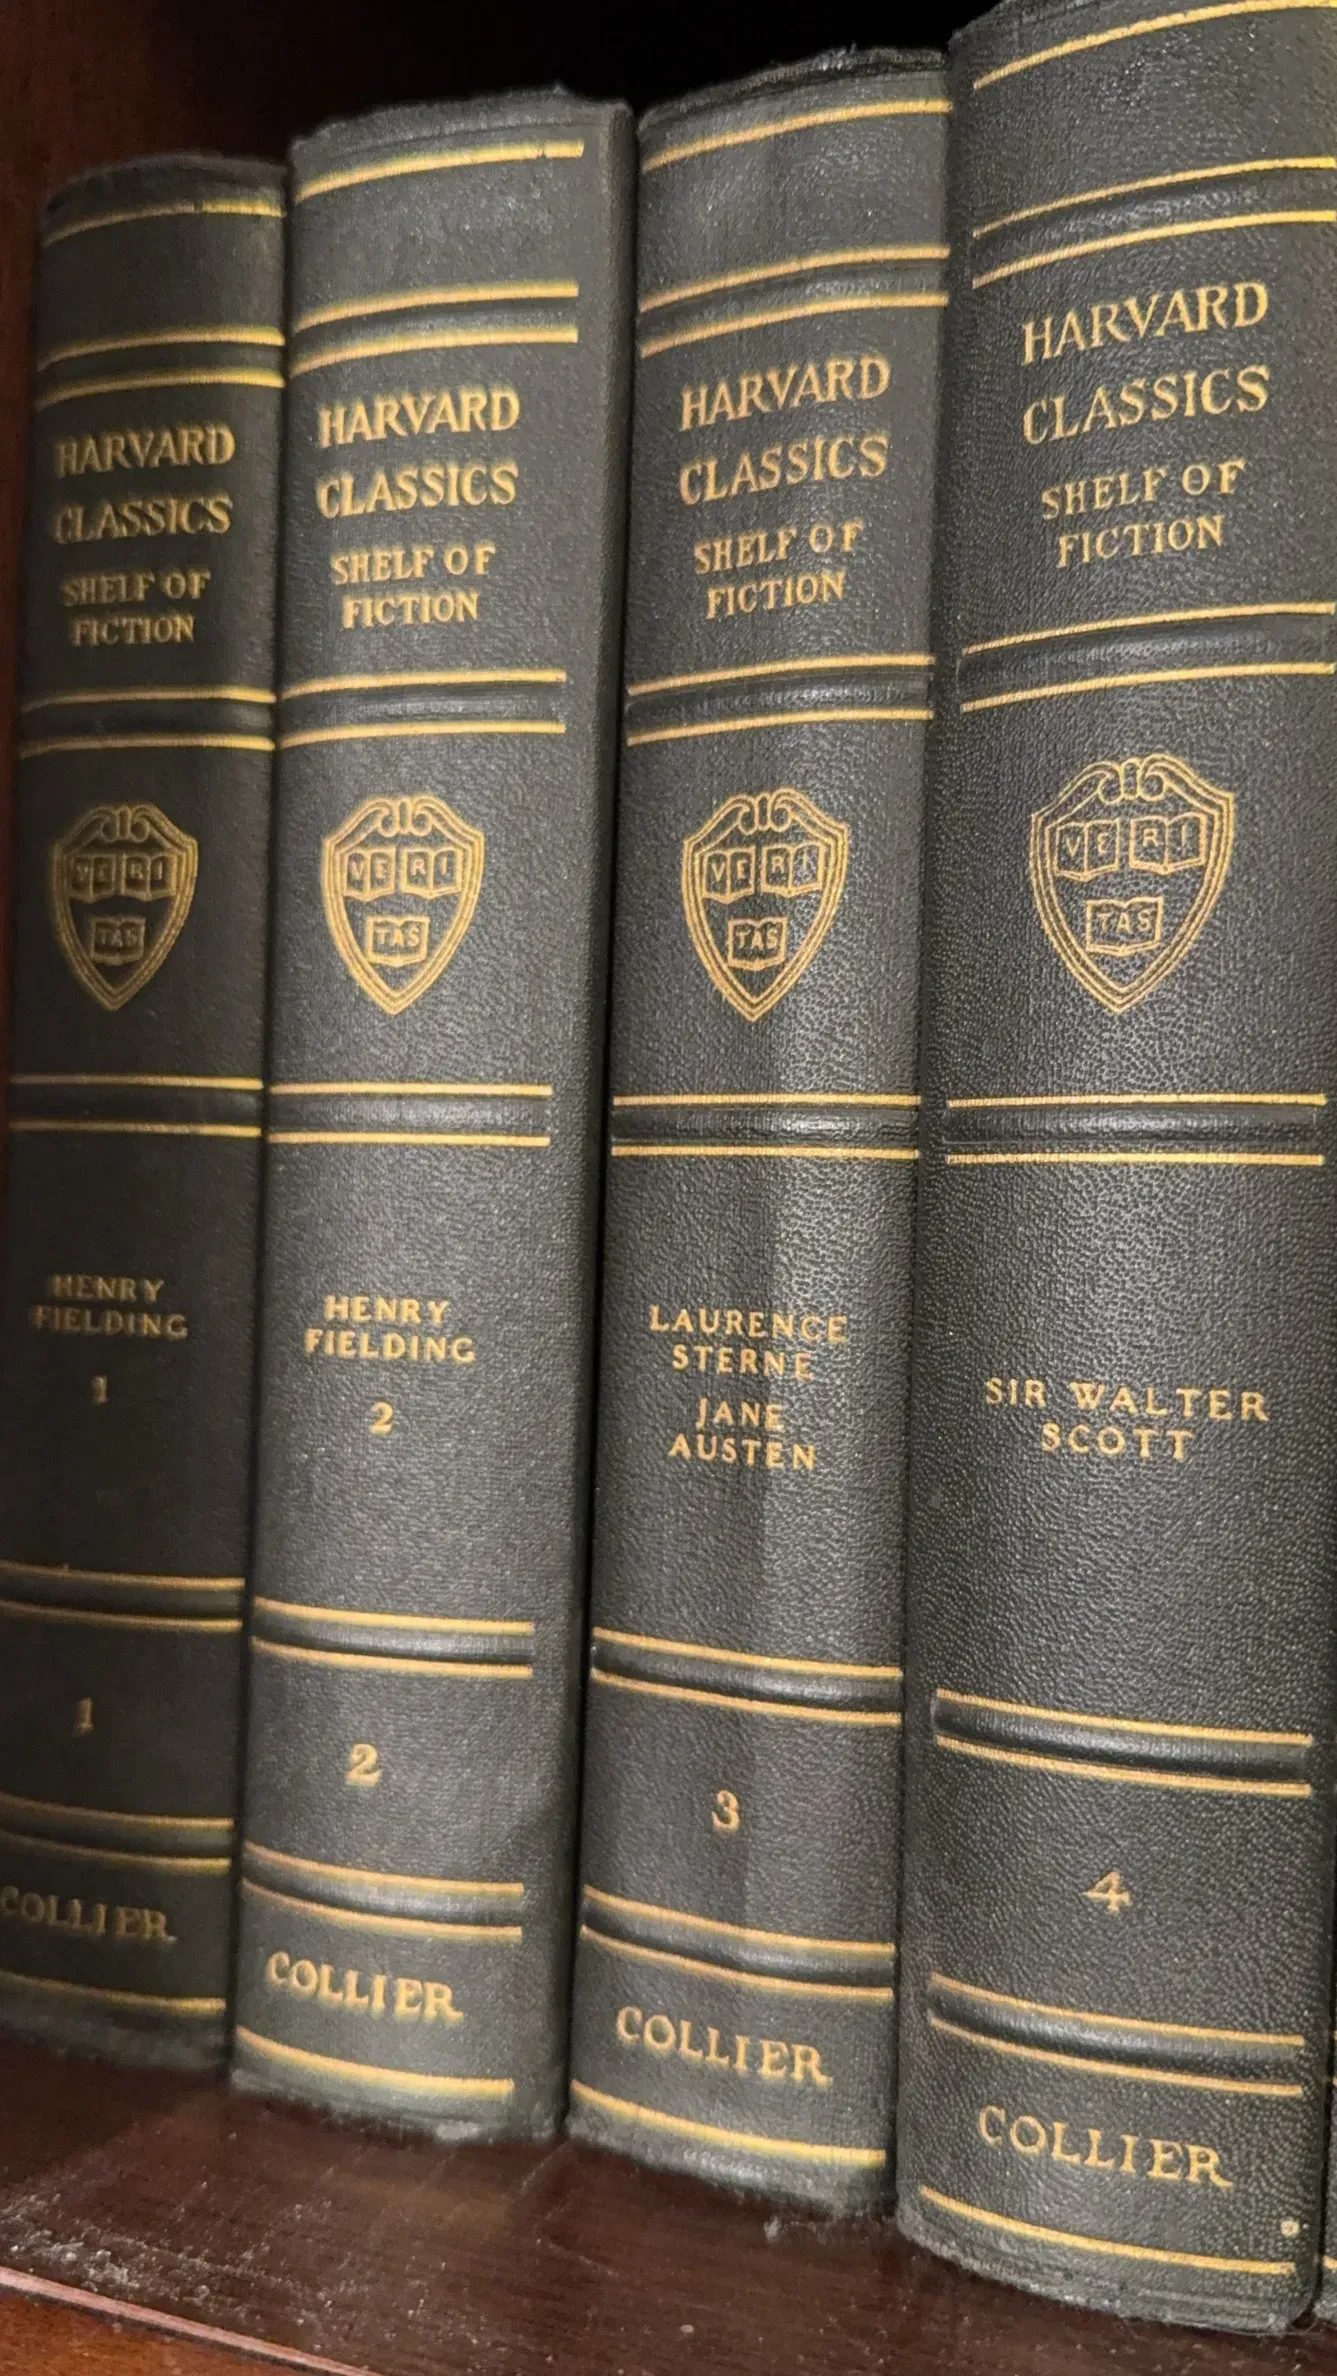 HARVARD
CLASSICS
SHELF OF
FICTION
VE RI
TAS
HENRY
FIELDING
1
1
COLLIER
HARVARD
CLASSICS
SHELF OF
FICTION
VE RI
TAS
HENRY
FIELDING
2
2
COLLIER
HARVARD
CLASSICS
SHELF OF
FICTION
VE RI
TAS
LAURENCE
STERNE
JANE
AUSTEN
3
COLLIER
HARVARD
CLASSICS
SHELF OF
FICTION
VE RI
TAS
SIR WALTER
SCOTT
4
COLLIER